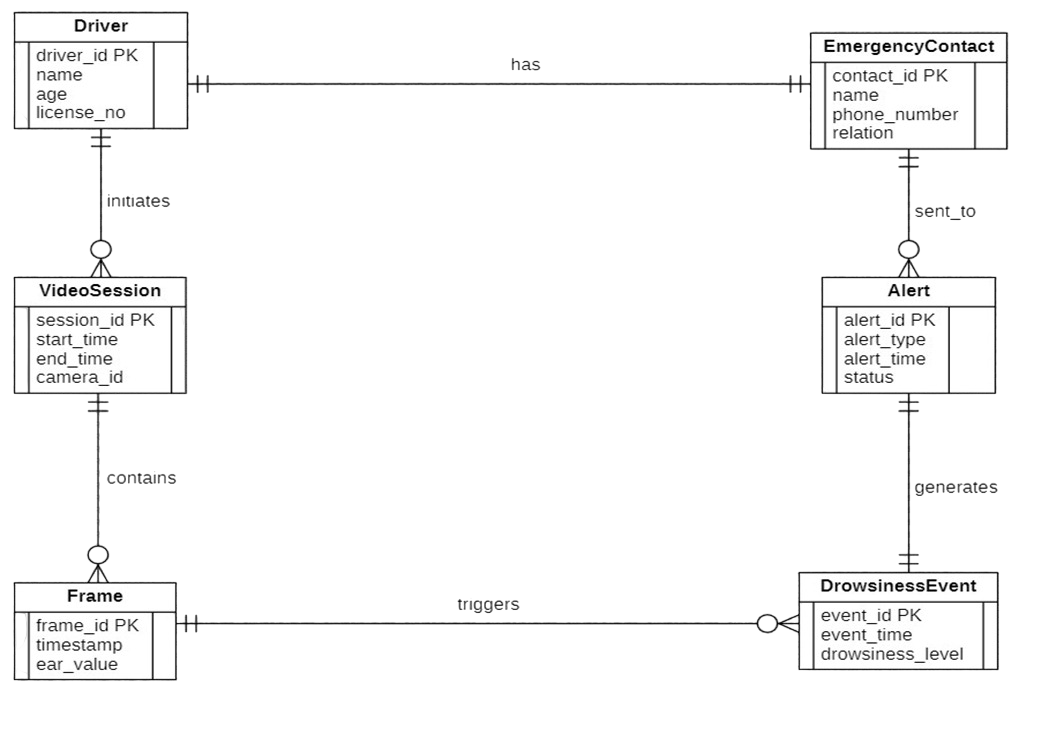 Driver
driver_id PK
name
age
license_no
has
EmergencyContact
contact_id PK
name
phone_number
relation
initiates
sent_to
VideoSession
session_id PK
start_time
end_time
camera_id
Alert
alert_id PK
alert_type
alert_time
status
contains
generates
Frame
frame_id PK
timestamp
ear_value
triggers
DrowsinessEvent
event_id PK
event_time
drowsiness_level